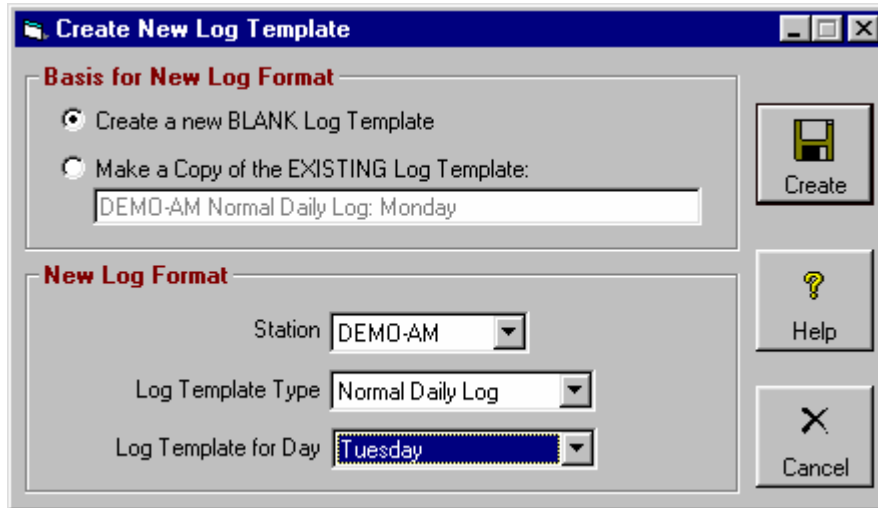 Create New Log Template
Basis for New Log Format
Create a new BLANK Log Template
Make a Copy of the EXISTING Log Template:
DEMO-AM Normal Daily Log: Monday
Create
New Log Format
Station DEMO-AM
Log Template Type Normal Daily Log
Log Template for Day Tuesday
Help
Cancel